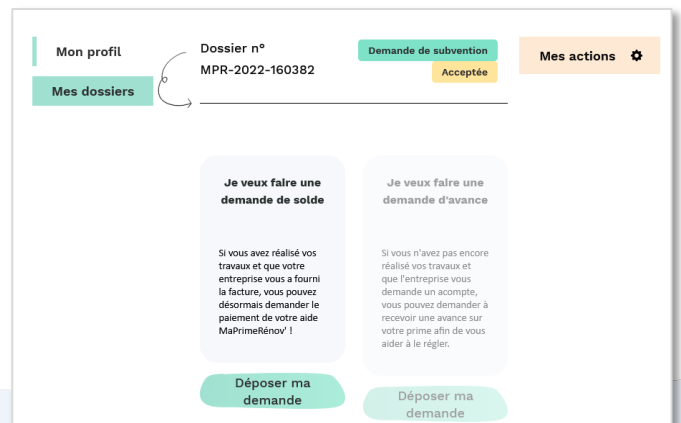 Mon profil
Mes dossiers
Dossier n°
MPR-2022-160382
Demande de subvention
Acceptée
Mes actions
Je veux faire une
demande de solde
Si vous avez réalisé vos
travaux et que votre
entreprise vous a fourni
la facture, vous pouvez
désormais demander le
paiement de votre aide
MaPrimeRénov' !
Déposer ma
demande
Je veux faire une
demande d'avance
Si vous n'avez pas encore
réalisé vos travaux et
que l'entreprise vous
demande un acompte,
vous pouvez demander à
recevoir une avance sur
votre prime afin de vous
aider à le régler.
Déposer ma
demande